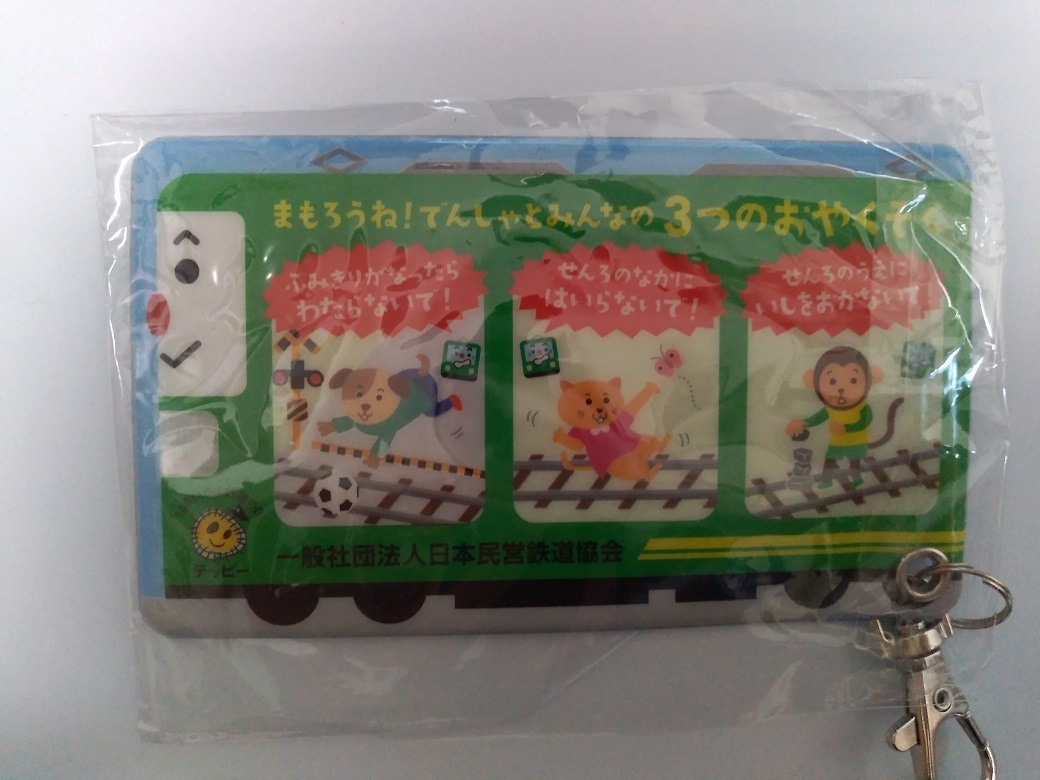 まもろうね!でんしゃとみんなの3つのおやくそく
ふみきりがなったら
わたらないで!
せんろのなかに
はいらないで!
せんろのうえに
いしをおかないで
テッピー
一般社団法人日本民営鉄道協会